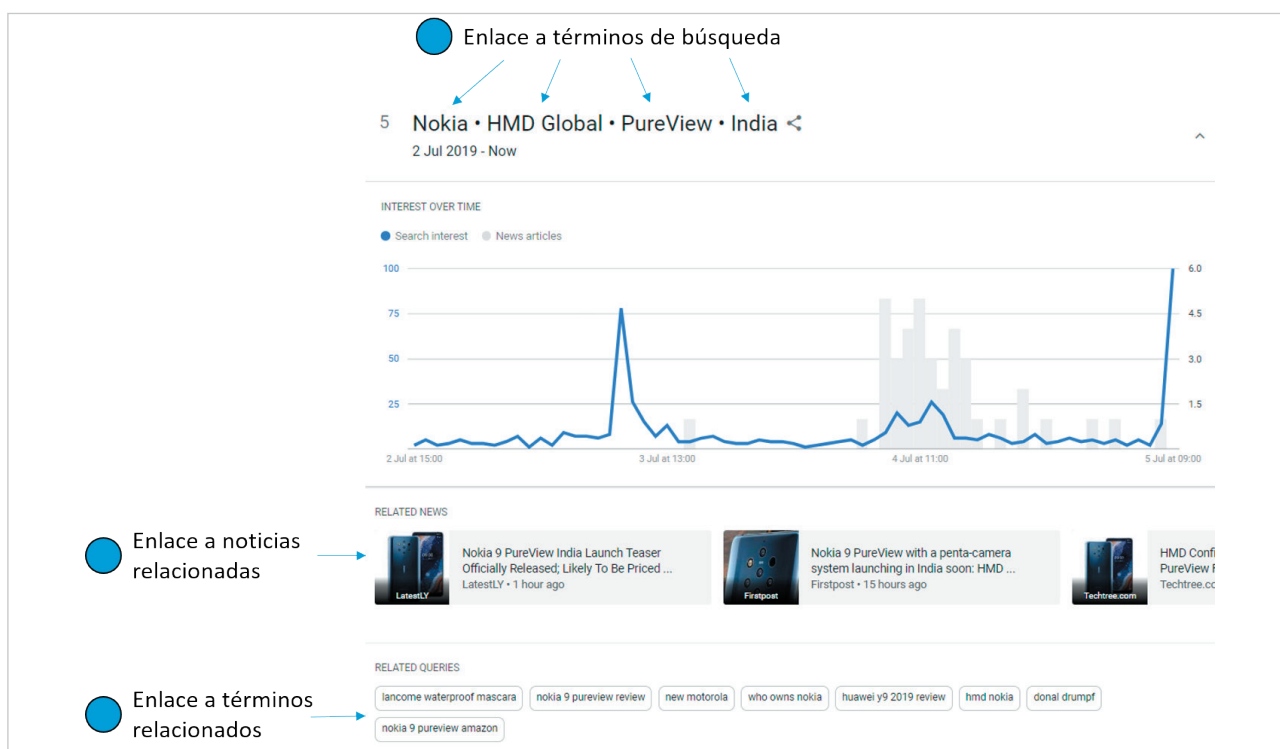 Enlace a términos de búsqueda
5 Nokia • HMD Global • PureView • India
2 Jul 2019 - Now
INTEREST OVER TIME
Search interest News articles
100 6.0
75 4.5
50 3.0
25 1.5
2 Jul at 15:00 3 Jul at 13:00 4 Jul at 11:00 5 Jul at 09:00
RELATED NEWS
Enlace a noticias
relacionadas
Nokia 9 PureView India Launch Teaser
Officially Released; Likely To Be Priced ...
LatestLY • 1 hour ago
LatestLY
Nokia 9 PureView with a penta-camera
system launching in India soon: HMD ...
Firstpost • 15 hours ago
Firstpost
HMD Confi
PureView F
Techtree.co
Techtree.com
RELATED QUERIES
Enlace a términos
relacionados
lancome waterproof mascara nokia 9 pureview review new motorola who owns nokia huawei y9 2019 review hmd nokia donal drumpf
nokia 9 pureview amazon